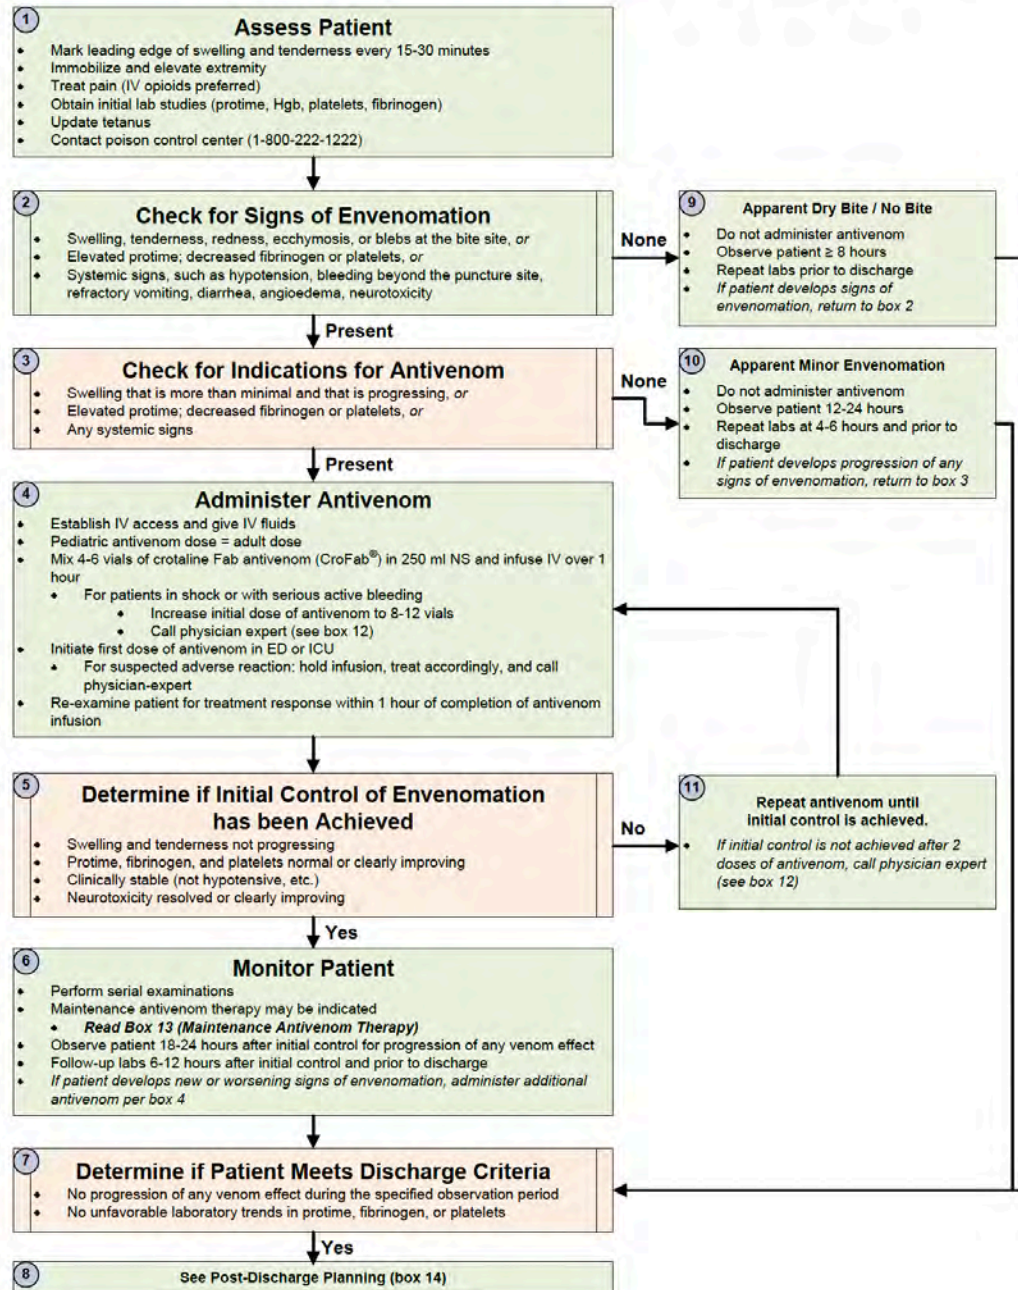 1
Assess Patient
• Mark leading edge of swelling and tenderness every 15-30 minutes
• Immobilize and elevate extremity
• Treat pain (IV opioids preferred)
• Obtain initial lab studies (protime, Hgb, platelets, fibrinogen)
• Update tetanus
• Contact poison control center (1-800-222-1222)
2
Check for Signs of Envenomation
• Swelling, tenderness, redness, ecchymosis, or blebs at the bite site, or
• Elevated protime; decreased fibrinogen or platelets, or
• Systemic signs, such as hypotension, bleeding beyond the puncture site,
refractory vomiting, diarrhea, angioedema, neurotoxicity
None
9
Apparent Dry Bite / No Bite
• Do not administer antivenom
• Observe patient ≥ 8 hours
• Repeat labs prior to discharge
• If patient develops signs of
envenomation, return to box 2
Present
3
Check for Indications for Antivenom
• Swelling that is more than minimal and that is progressing, or
• Elevated protime; decreased fibrinogen or platelets, or
• Any systemic signs
None
10
Apparent Minor Envenomation
• Do not administer antivenom
• Observe patient 12-24 hours
• Repeat labs at 4-6 hours and prior to
discharge
• If patient develops progression of any
signs of envenomation, return to box 3
Present
4
Administer Antivenom
• Establish IV access and give IV fluids
• Pediatric antivenom dose = adult dose
• Mix 4-6 vials of crotaline Fab antivenom (CroFab®) in 250 ml NS and infuse IV over 1
hour
• For patients in shock or with serious active bleeding
• Increase initial dose of antivenom to 8-12 vials
• Call physician expert (see box 12)
• Initiate first dose of antivenom in ED or ICU
• For suspected adverse reaction: hold infusion, treat accordingly, and call
physician-expert
• Re-examine patient for treatment response within 1 hour of completion of antivenom
infusion
5
Determine if Initial Control of Envenomation
has been Achieved
• Swelling and tenderness not progressing
• Protime, fibrinogen, and platelets normal or clearly improving
• Clinically stable (not hypotensive, etc.)
• Neurotoxicity resolved or clearly improving
No
11
Repeat antivenom until
initial control is achieved.
• If initial control is not achieved after 2
doses of antivenom, call physician expert
(see box 12)
Yes
6
Monitor Patient
• Perform serial examinations
• Maintenance antivenom therapy may be indicated
• Read Box 13 (Maintenance Antivenom Therapy)
• Observe patient 18-24 hours after initial control for progression of any venom effect
• Follow-up labs 6-12 hours after initial control and prior to discharge
• If patient develops new or worsening signs of envenomation, administer additional
antivenom per box 4
7
Determine if Patient Meets Discharge Criteria
• No progression of any venom effect during the specified observation period
• No unfavorable laboratory trends in protime, fibrinogen, or platelets
Yes
8
See Post-Discharge Planning (box 14)